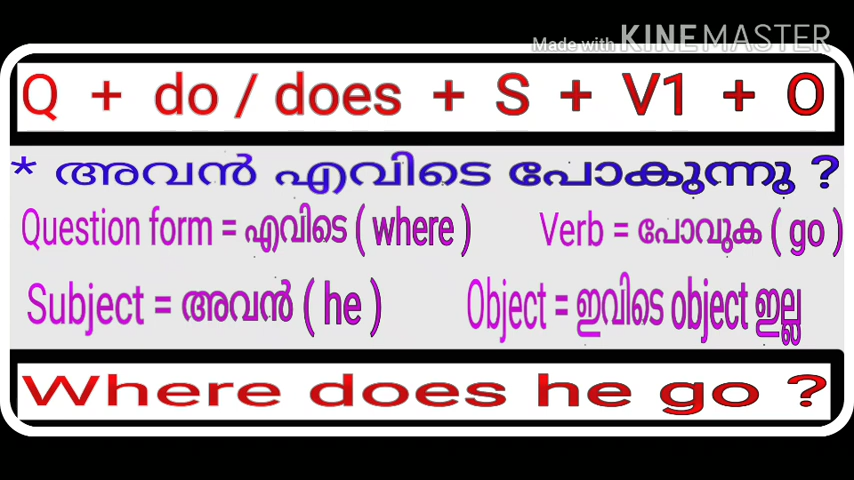 Made with KINEMASTER
Q + do / does + S + V1 + O
* അവൻ എവിടെ പോകുന്നു ?
Question form = എവിടെ ( where ) Verb = പോവുക ( go )
Subject = അവൻ ( he ) Object = ഇവിടെ object ഇല്ല
Where does he go ?